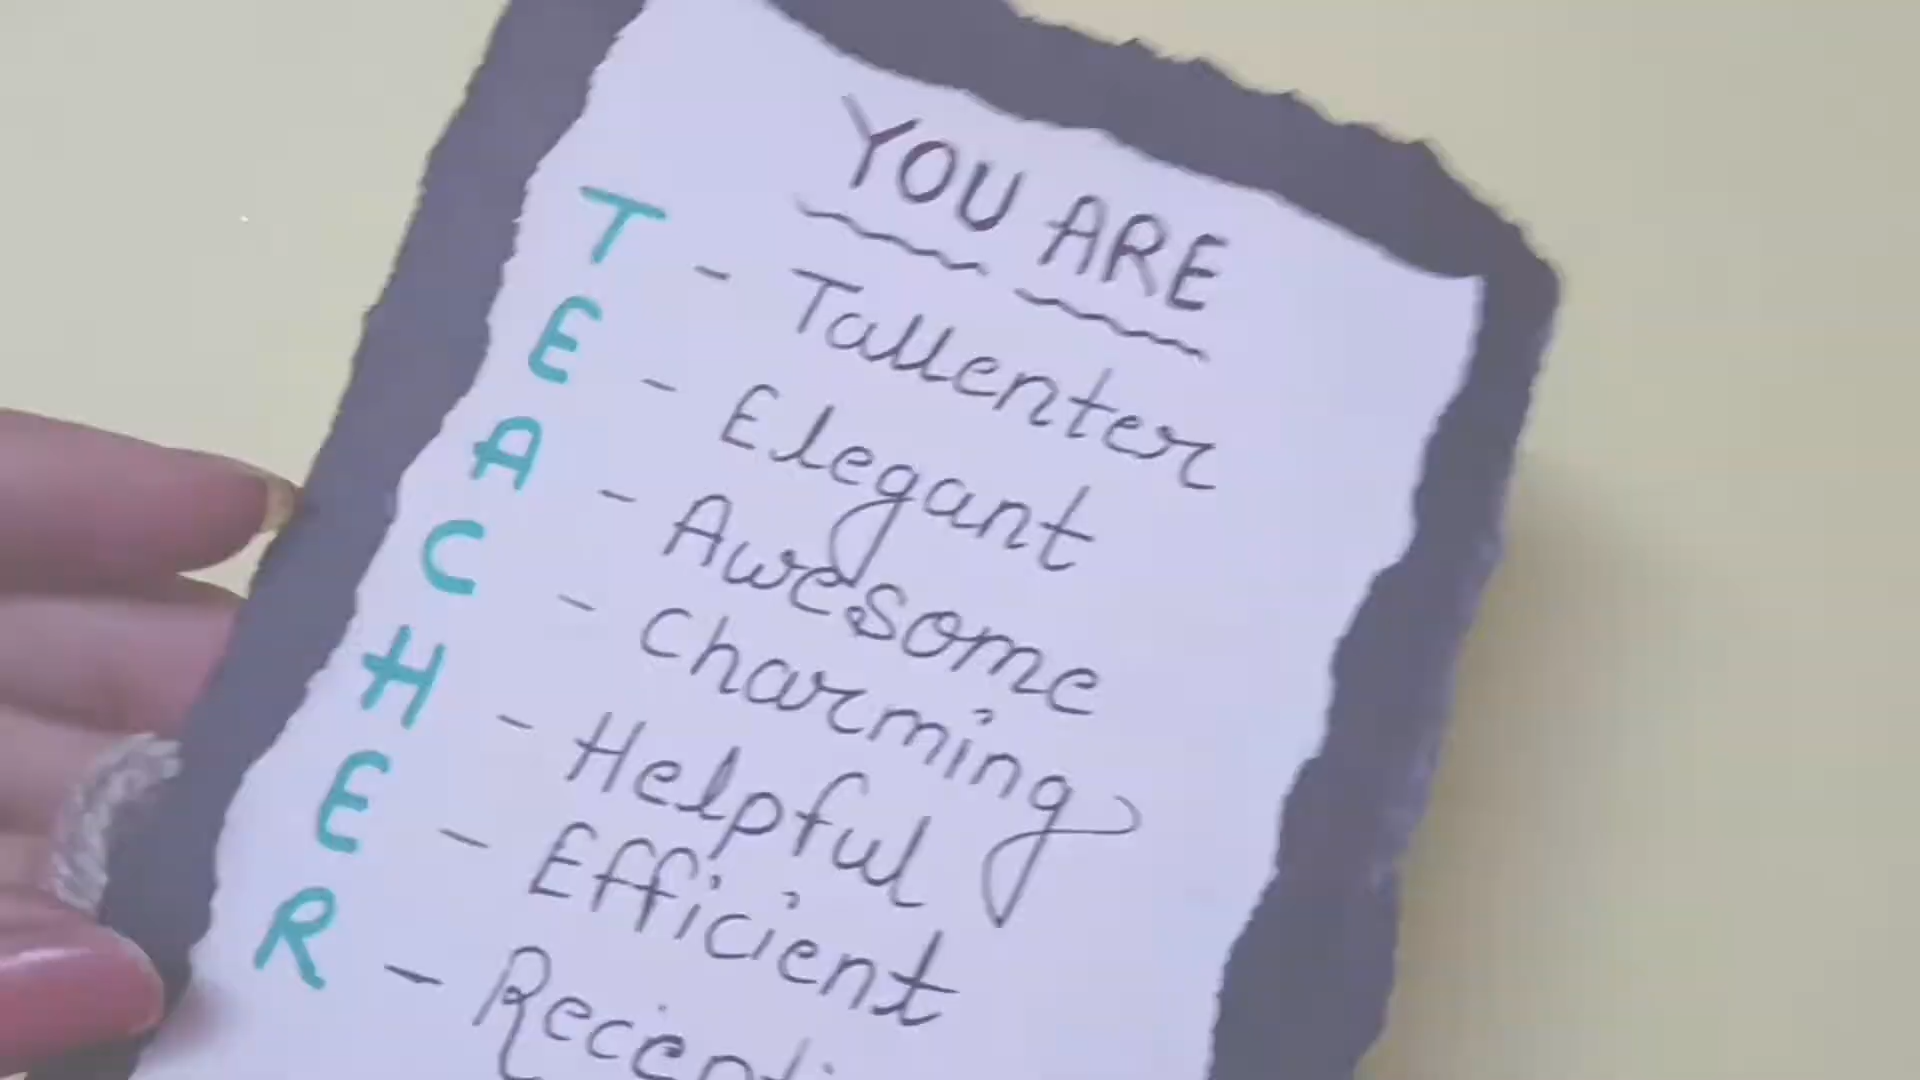 YOU ARE
T - Tallenter
E - Elegant
A - Awesome
C - Charming
H - Helpful
E - Efficient
R -